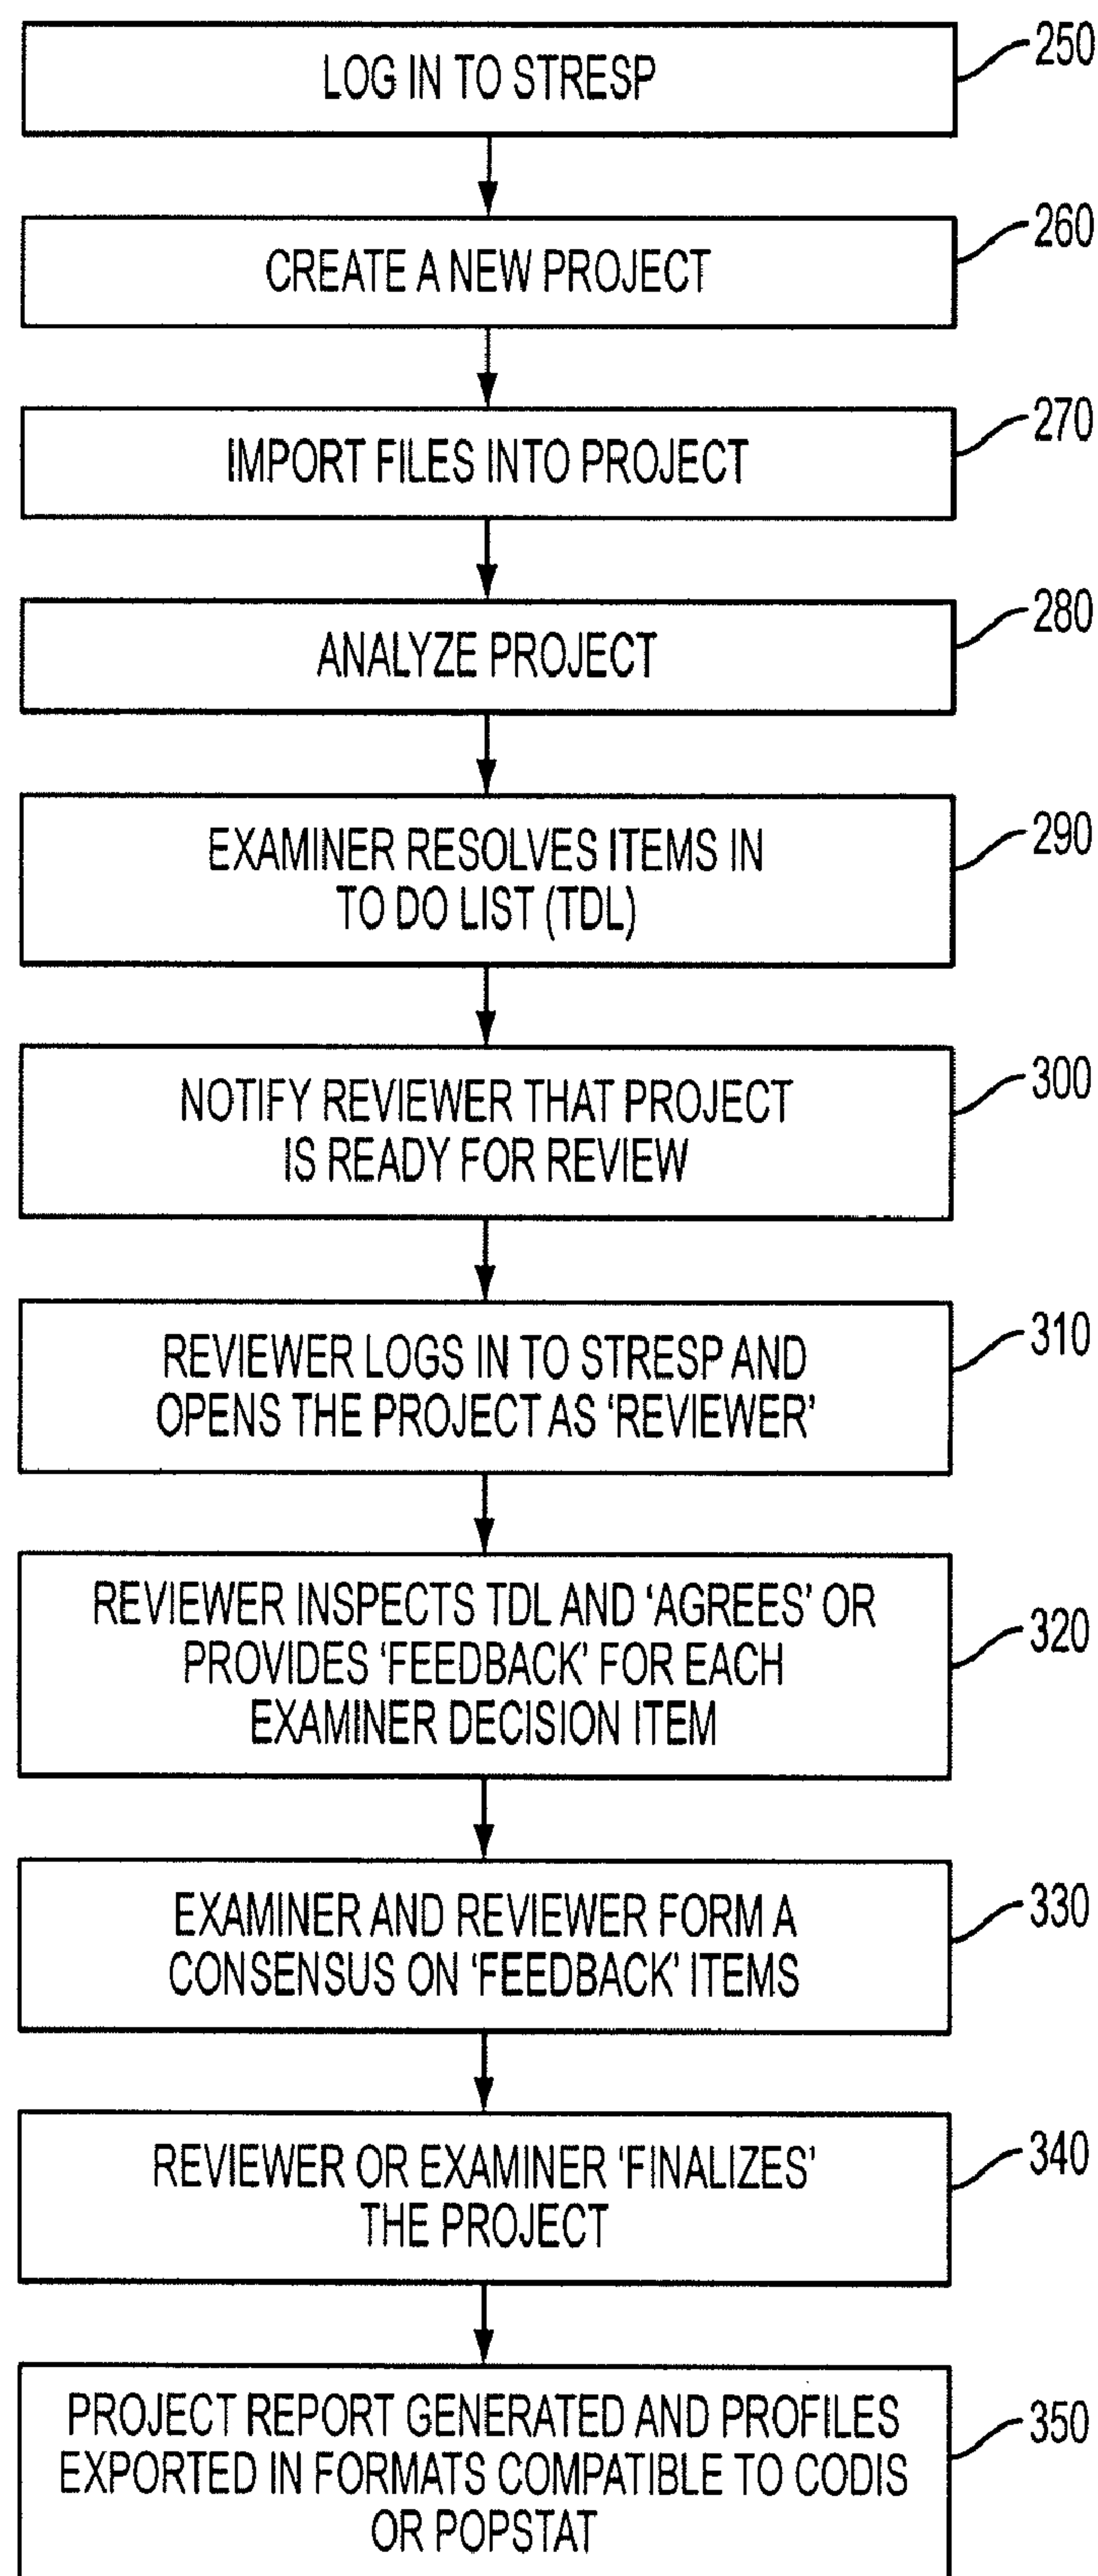 LOG IN TO STRESP
250
CREATE A NEW PROJECT
260
IMPORT FILES INTO PROJECT
270
ANALYZE PROJECT
280
EXAMINER RESOLVES ITEMS IN
TO DO LIST (TDL)
290
NOTIFY REVIEWER THAT PROJECT
IS READY FOR REVIEW
300
REVIEWER LOGS IN TO STRESP AND
OPENS THE PROJECT AS ‘REVIEWER’
310
REVIEWER INSPECTS TDL AND ‘AGREES’ OR
PROVIDES ‘FEEDBACK’ FOR EACH
EXAMINER DECISION ITEM
320
EXAMINER AND REVIEWER FORM A
CONSENSUS ON ‘FEEDBACK’ ITEMS
330
REVIEWER OR EXAMINER ‘FINALIZES’
THE PROJECT
340
PROJECT REPORT GENERATED AND PROFILES
EXPORTED IN FORMATS COMPATIBLE TO CODIS
OR POPSTAT
350